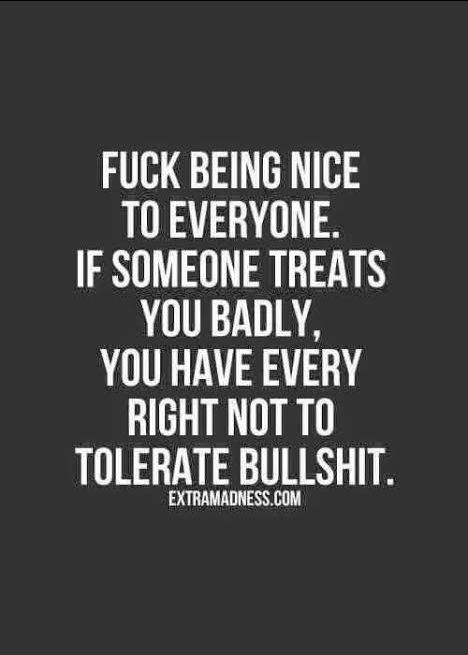 FUCK BEING NICE
TO EVERYONE.
IF SOMEONE TREATS
YOU BADLY,
YOU HAVE EVERY
RIGHT NOT TO
TOLERATE BULLSHIT.
EXTRAMADNESS.COM